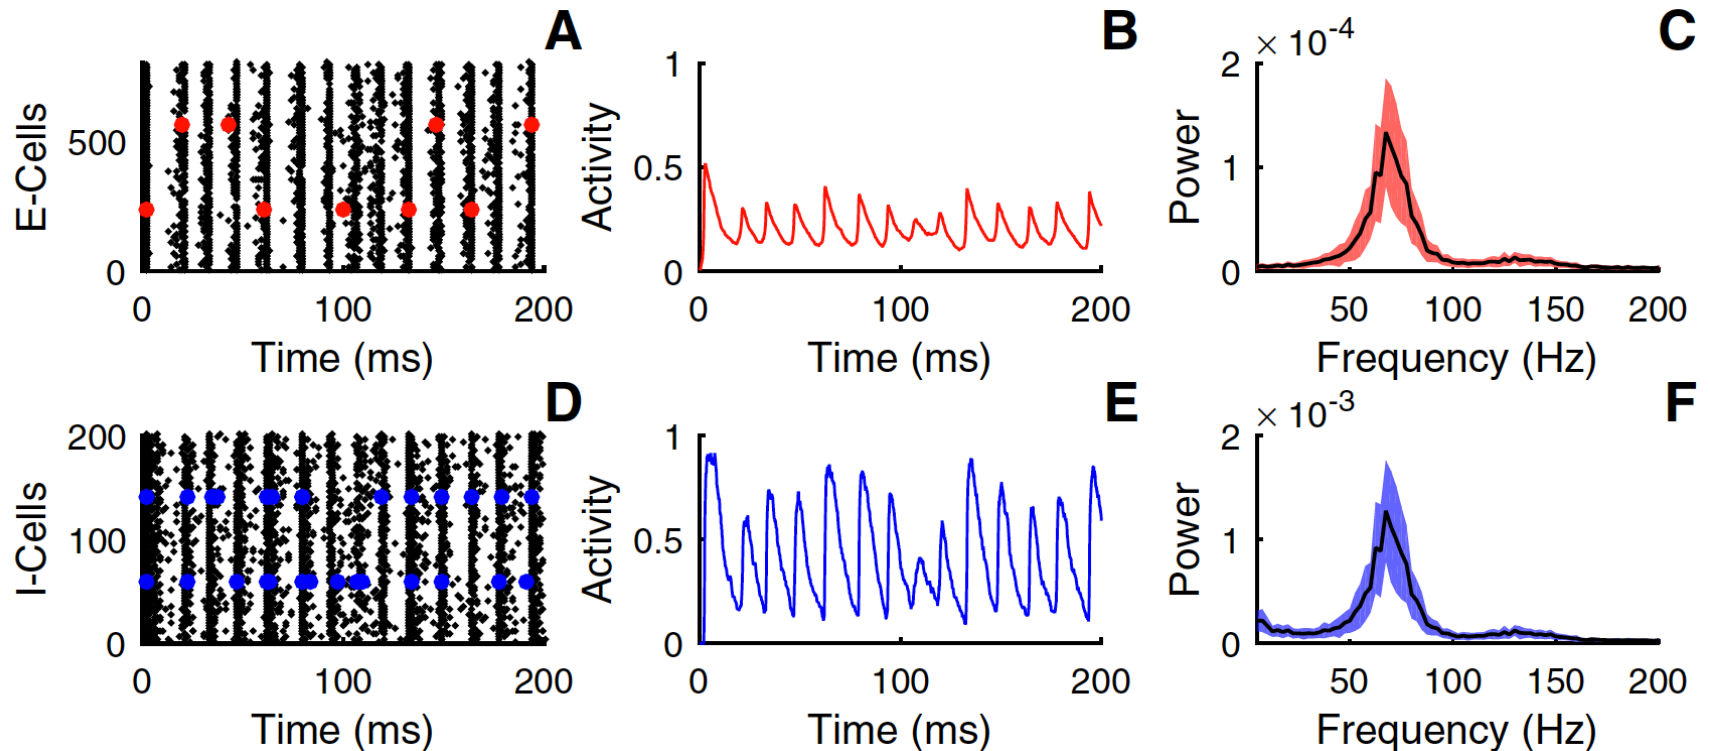 A
E-Cells
500
0
0 100 200
Time (ms)
B
Activity
1
0.5
0
0 100 200
Time (ms)
C
× 10-4
Power
2
1
0
50 100 150 200
Frequency (Hz)
D
I-Cells
200
100
0
0 100 200
Time (ms)
E
Activity
1
0.5
0
0 100 200
Time (ms)
F
× 10-3
Power
2
1
0
50 100 150 200
Frequency (Hz)